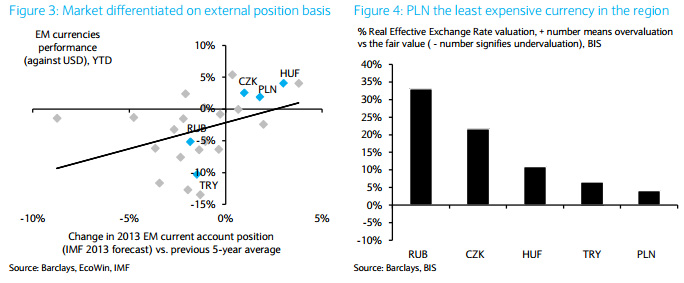 Figure 3: Market differentiated on external position basis
EM currencies
performance
(against USD), YTD
10%
5%
-0%
-5%
-10%
-15%
CZK
PLN
HUF
RUB
TRY
-10%
-5%
0%
5%
Change in 2013 EM current account position
(IMF 2013 forecast) vs. previous 5-year average
Source: Barclays, EcoWin, IMF
Figure 4: PLN the least expensive currency in the region
% Real Effective Exchange Rate valuation, + number means overvaluation
vs the fair value ( - number signifies undervaluation), BIS
40%
35%
30%
25%
20%
15%
10%
5%
0%
-5%
-10%
RUB
CZK
HUF
TRY
PLN
Source: Barclays, BIS